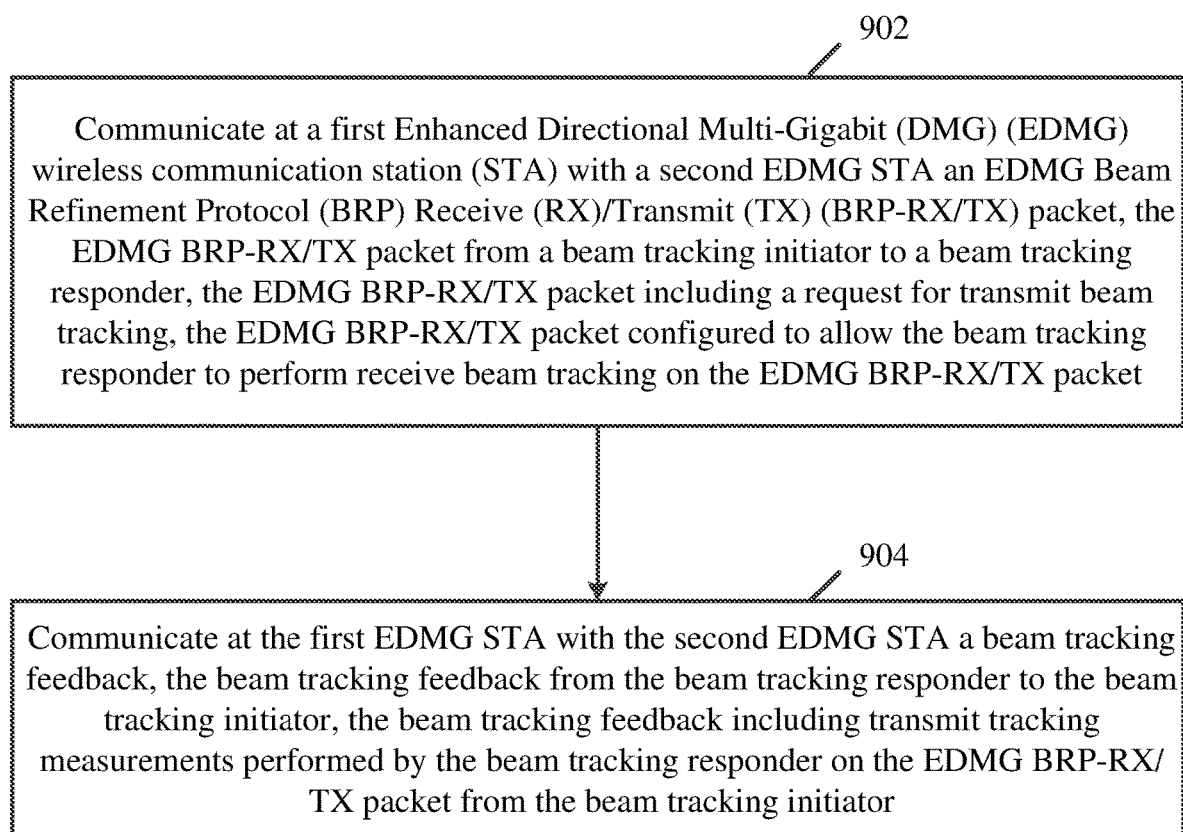 902
Communicate at a first Enhanced Directional Multi-Gigabit (DMG) (EDMG)
wireless communication station (STA) with a second EDMG STA an EDMG Beam
Refinement Protocol (BRP) Receive (RX)/Transmit (TX) (BRP-RX/TX) packet, the
EDMG BRP-RX/TX packet from a beam tracking initiator to a beam tracking
responder, the EDMG BRP-RX/TX packet including a request for transmit beam
tracking, the EDMG BRP-RX/TX packet configured to allow the beam tracking
responder to perform receive beam tracking on the EDMG BRP-RX/TX packet
904
Communicate at the first EDMG STA with the second EDMG STA a beam tracking
feedback, the beam tracking feedback from the beam tracking responder to the beam
tracking initiator, the beam tracking feedback including transmit tracking
measurements performed by the beam tracking responder on the EDMG BRP-RX/
TX packet from the beam tracking initiator